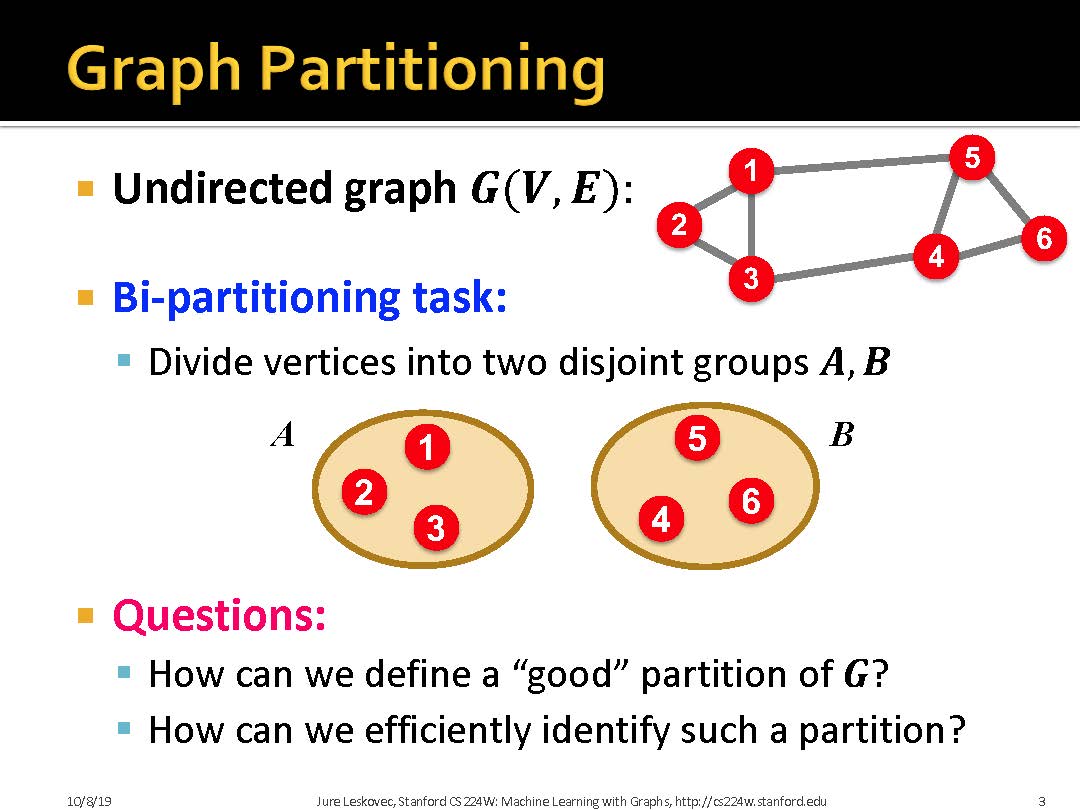 Graph Partitioning
Undirected graph G(V, E):
1
5
2
6
4
3
Bi-partitioning task:
Divide vertices into two disjoint groups A, B
A
B
1
5
2
6
3
4
Questions:
How can we define a “good” partition of G?
How can we efficiently identify such a partition?
10/8/19 Jure Leskovec, Stanford CS224W: Machine Learning with Graphs, http://cs224w.stanford.edu 3